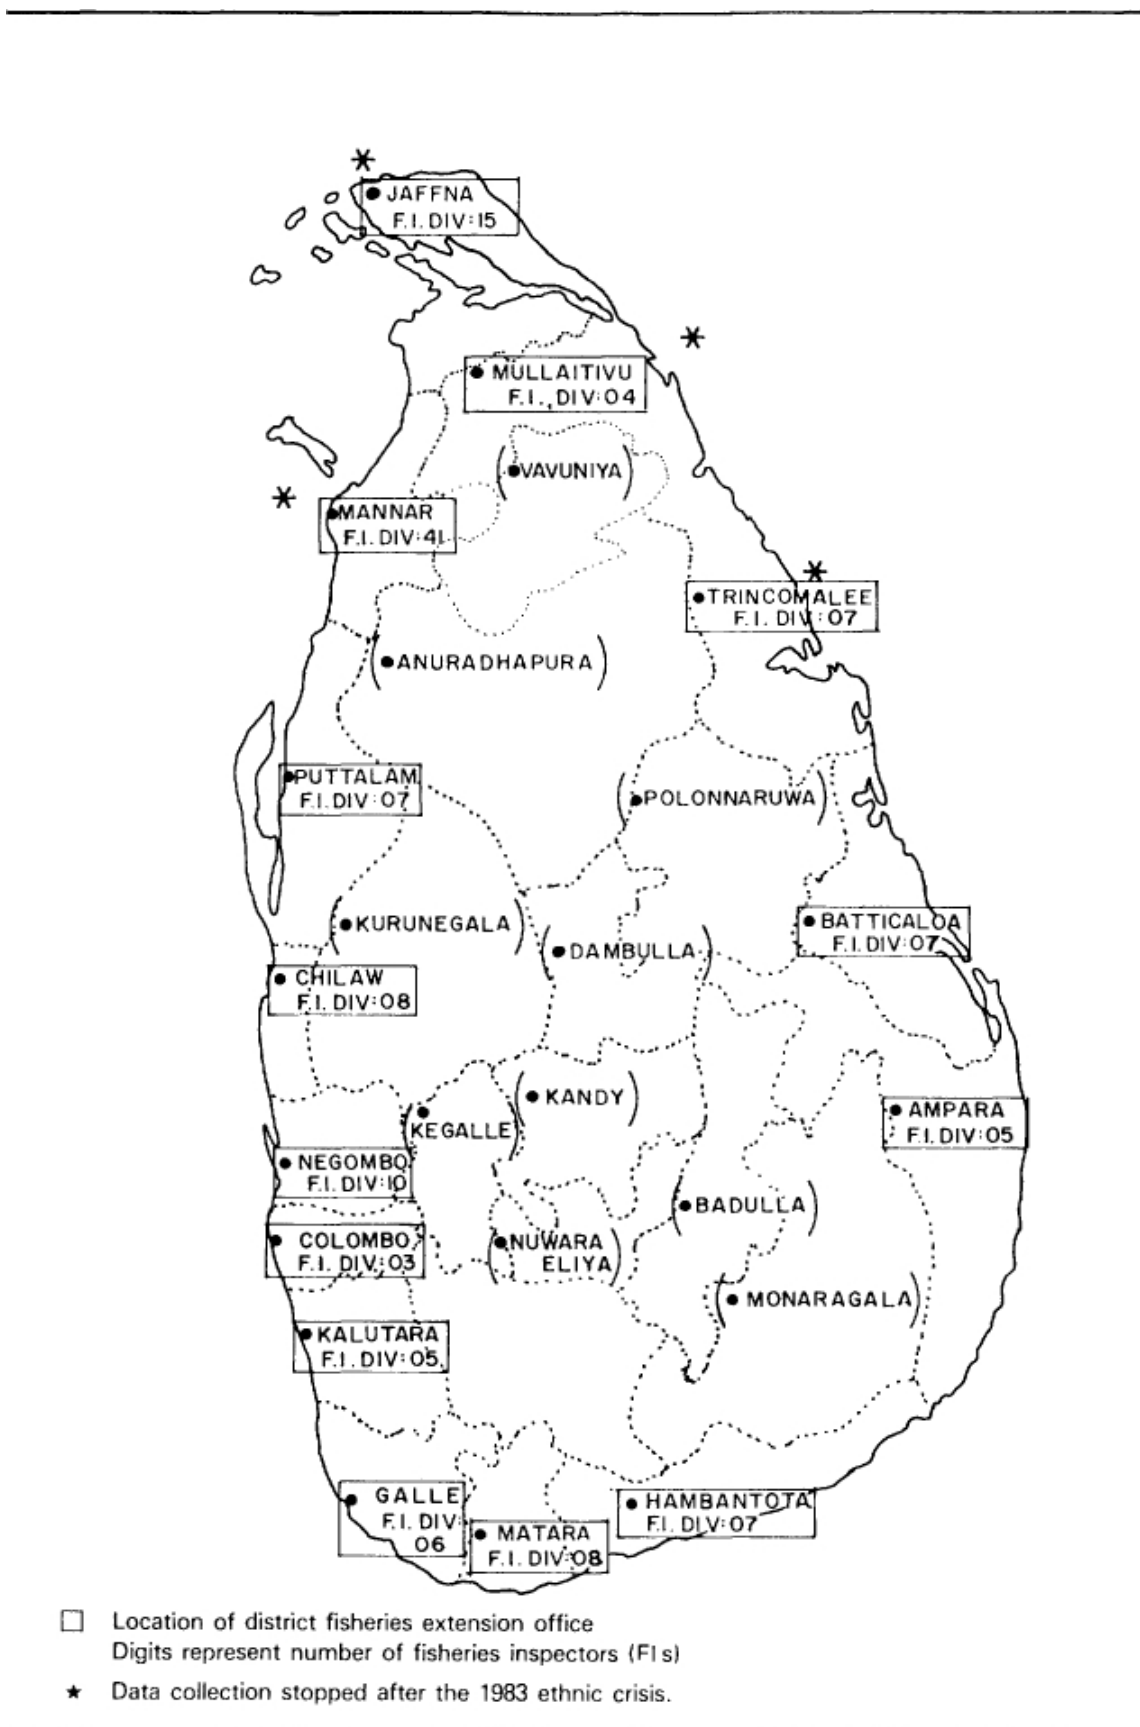 JAFFNA
F.I. DIV:15
MULLAITIVU
F.I., DIV:04
(VAVUNIYA)
MANNAR
F.I. DIV:41
TRINCOMALEE
F.I. DIV:07
(ANURADHAPURA)
PUTTALAM
F.I. DIV:07
(POLONNARUWA)
(KURUNEGALA)
BATTICALOA
F.I. DIV:07
(DAMBULLA)
CHILAW
F.I. DIV:08
(KANDY)
AMPARA
F.I. DIV:05
(KEGALLE)
NEGOMBO
F.I. DIV:10
(BADULLA)
COLOMBO
F.I. DIV:03
(NUWARA
ELIYA)
(MONARAGALA)
KALUTARA
F.I. DIV:05
GALLE
F.I. DIV:
06
HAMBANTOTA
F.I. DIV:07
MATARA
F.I. DIV:08
Location of district fisheries extension office
Digits represent number of fisheries inspectors (FIs)
★ Data collection stopped after the 1983 ethnic crisis.